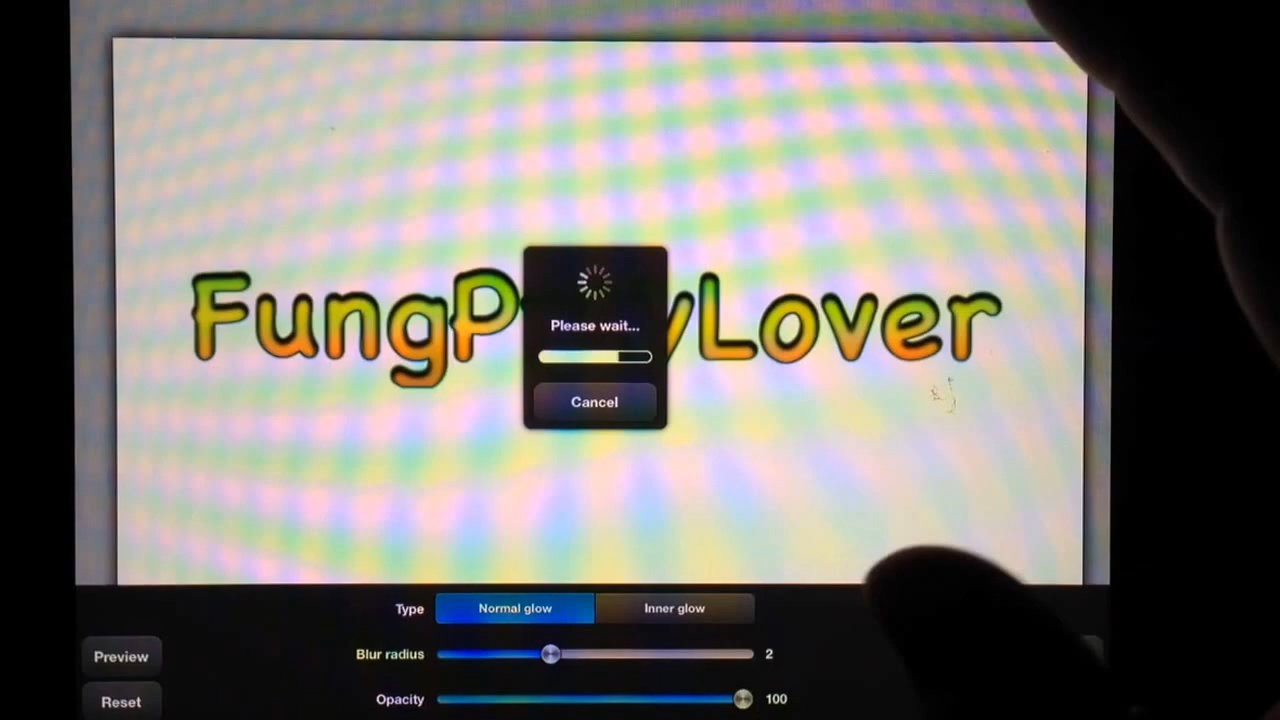 FungP yLover
Please wait...
Cancel
Type Normal glow Inner glow
Preview Blur radius 2
Reset Opacity 100